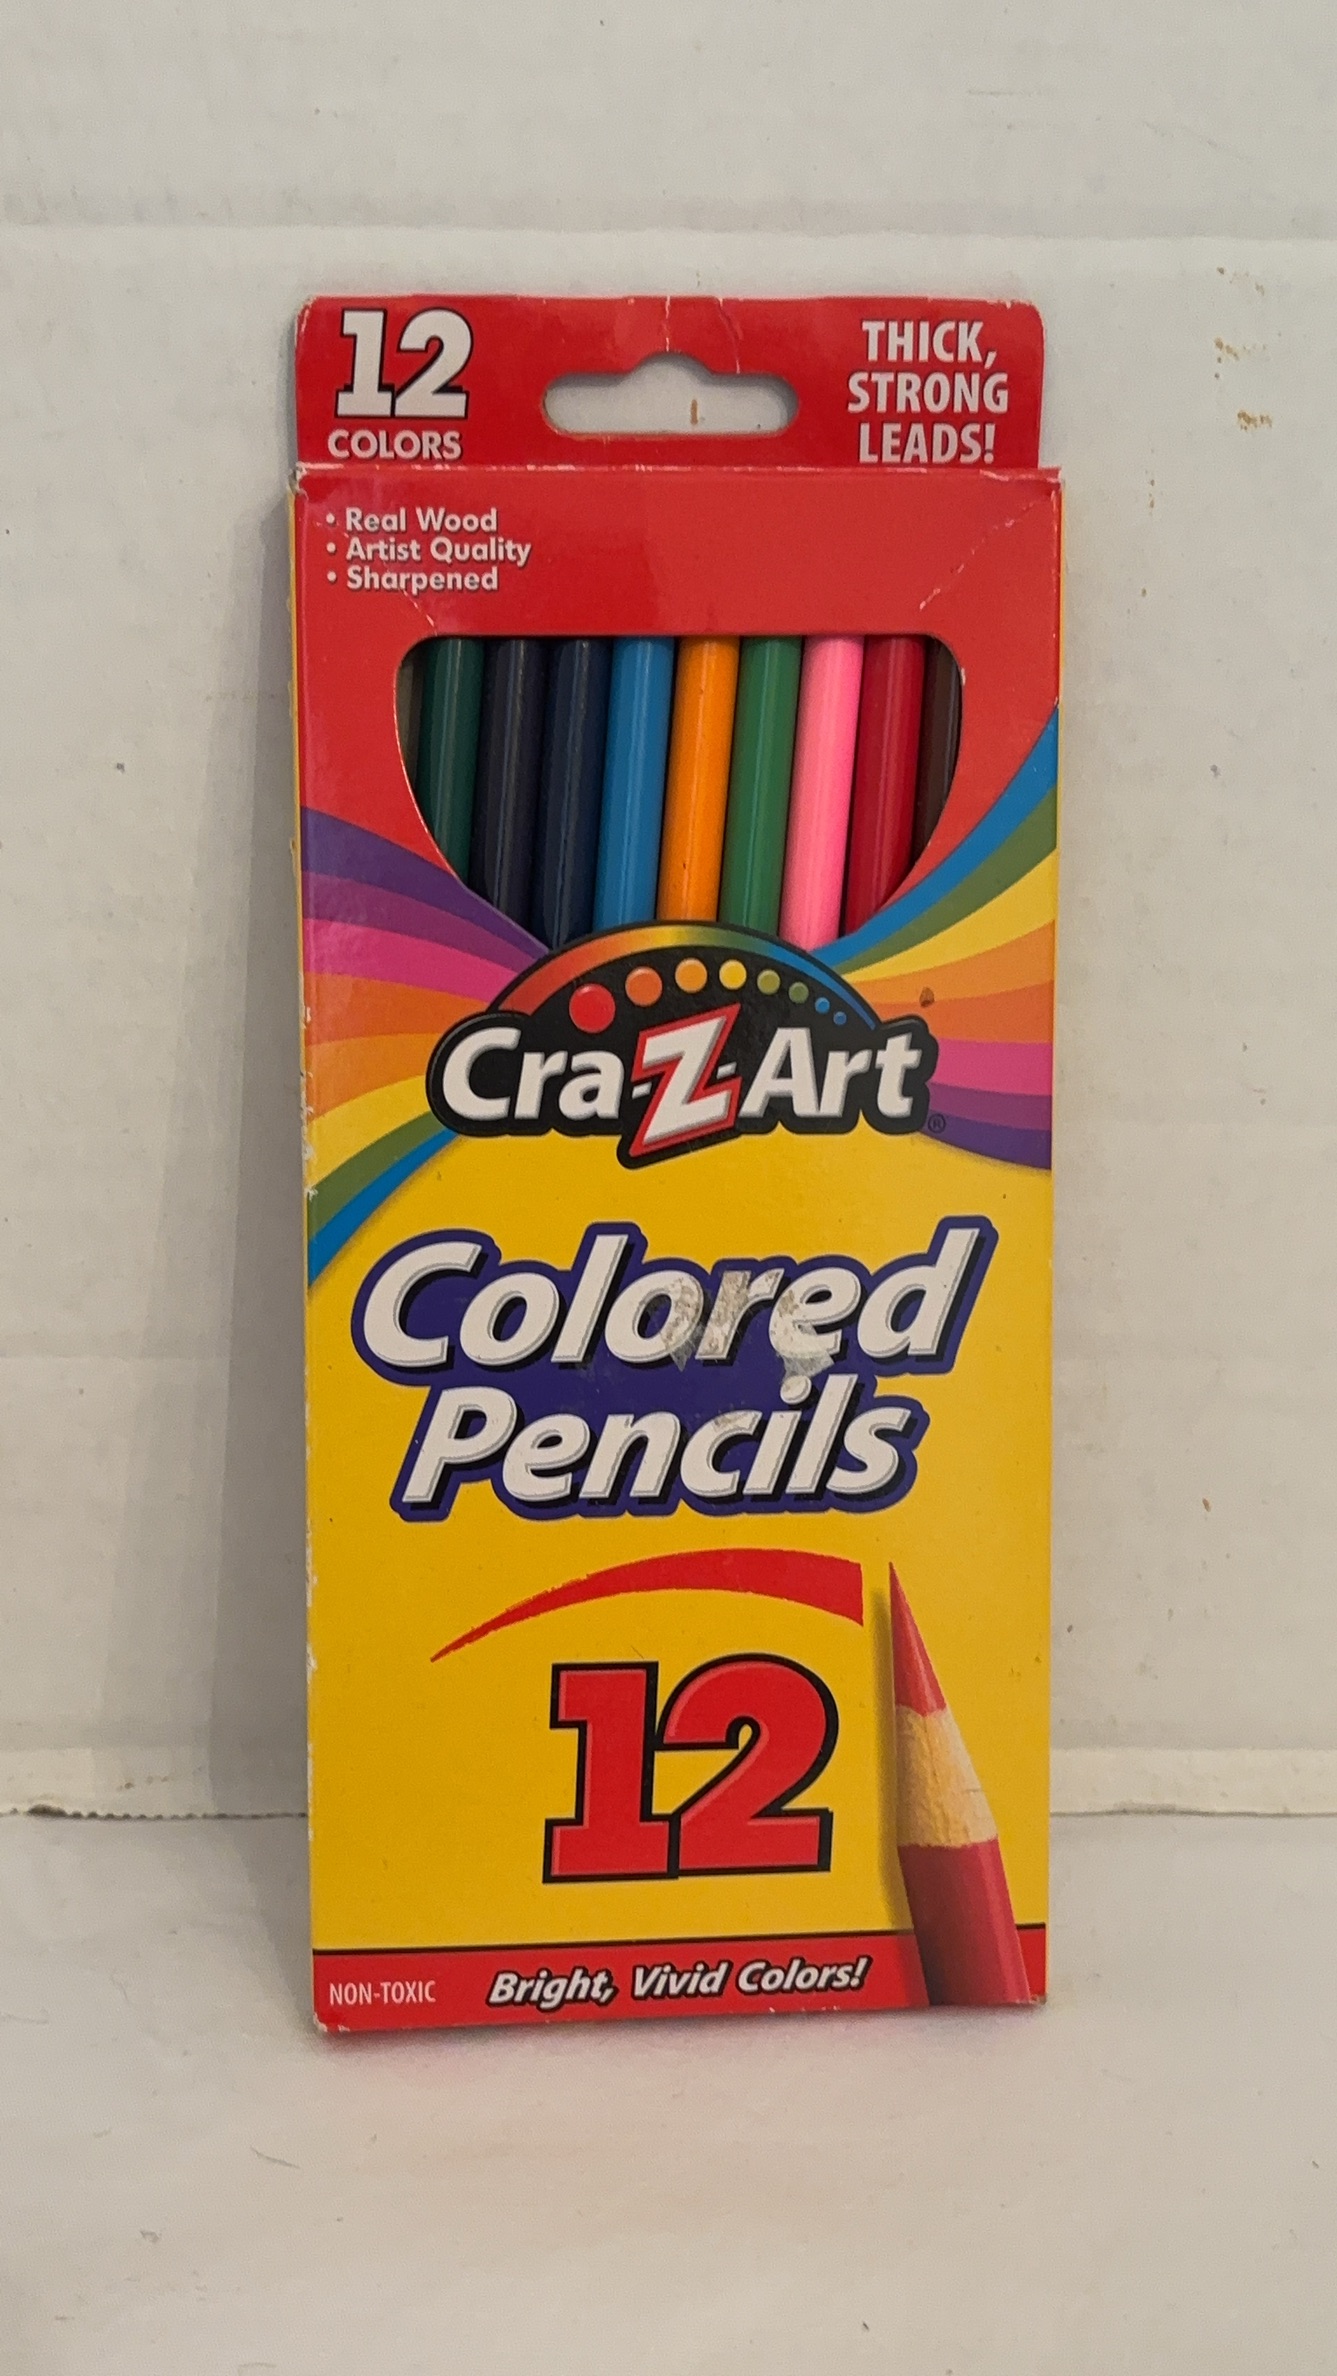 12
COLORS
THICK,
STRONG
LEADS!
• Real Wood
• Artist Quality
• Sharpened
Cra-Z-Art®
Colored
Pencils
12
NON-TOXIC
Bright, Vivid Colors!